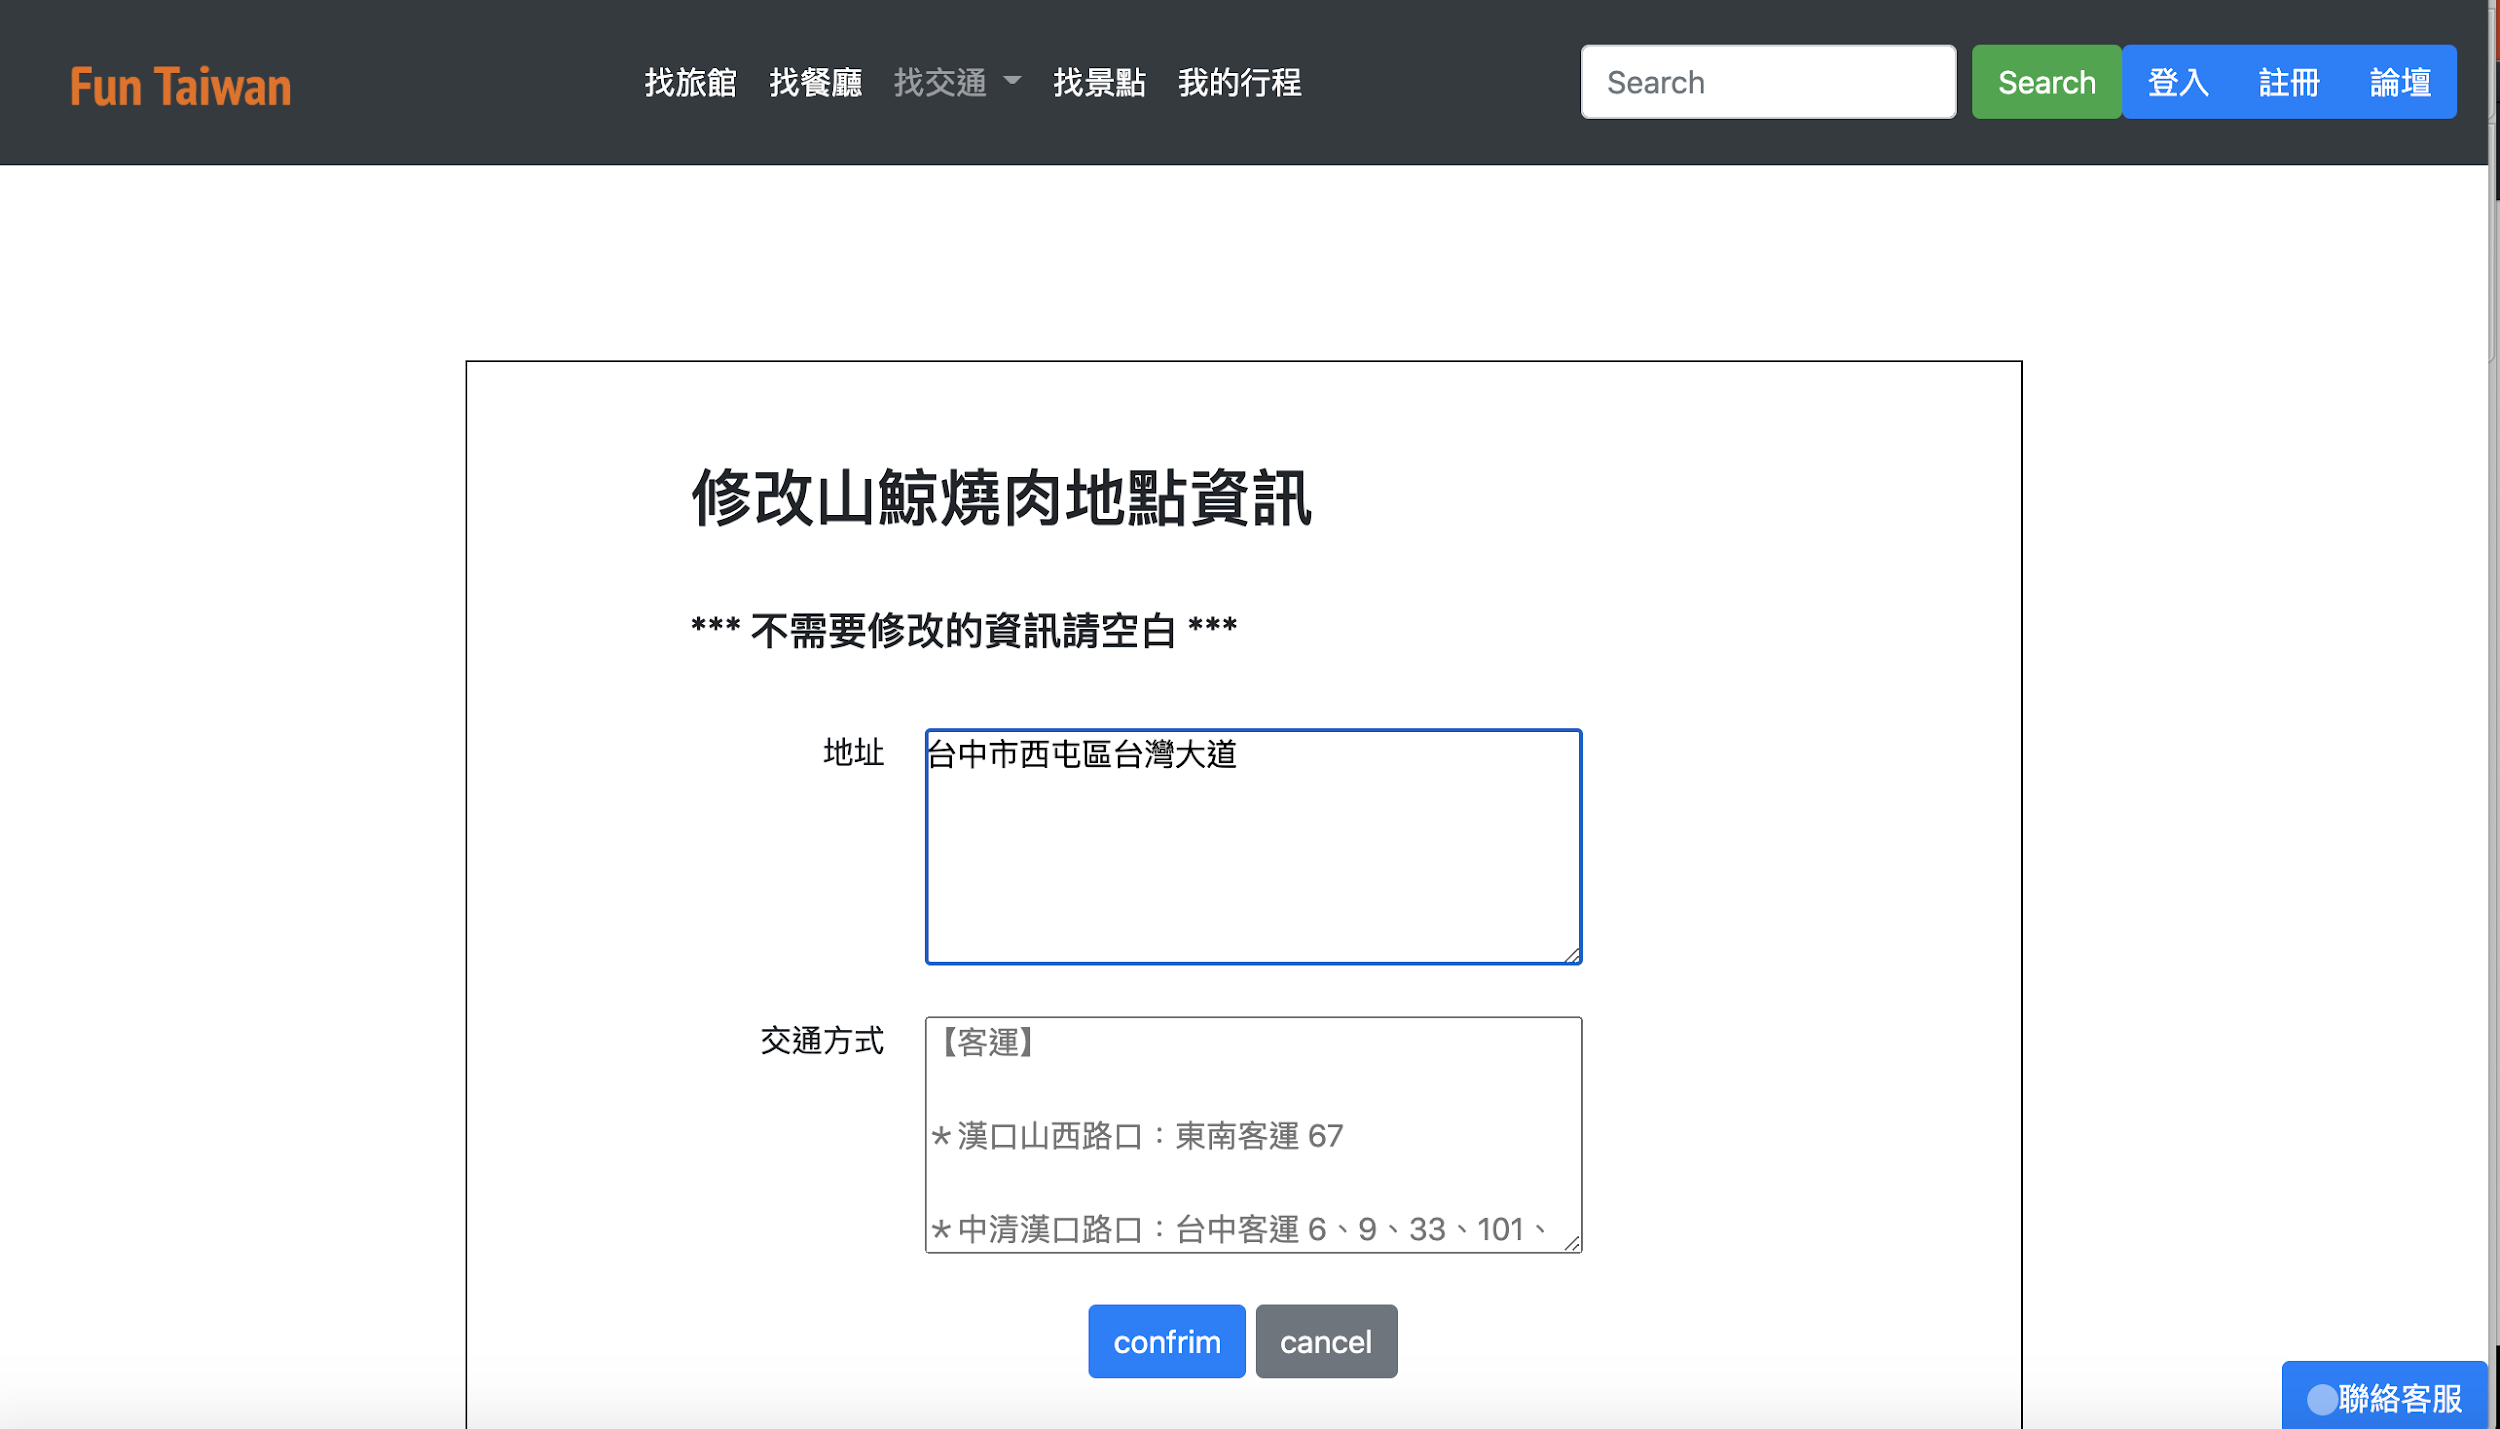 Fun Taiwan
找旅館 找餐廳 找交通 找景點 我的行程
Search Search 登入 註冊 論壇
修改山鯨燒肉地點資訊
*** 不需要修改的資訊請空白 ***
地址 台中市西屯區台灣大道
交通方式 【客運】
＊漢口山西路口：東南客運 67
＊中清漢口路口：台中客運 6、9、33、101、
confrim cancel
聯絡客服